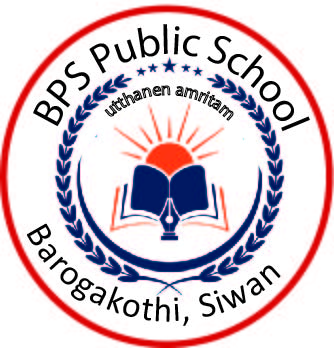 BPS Public School
utthanen amritam
Barogakothi, Siwan